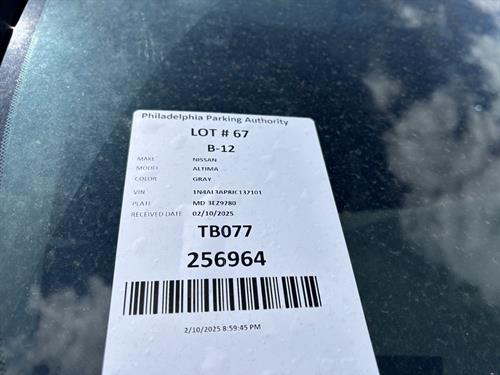 Philadelphia Parking Authority
LOT # 67
B-12
MAKE NISSAN
MODEL ALTIMA
COLOR GRAY
VIN 1N4AL3AP8JC137101
PLATE MD 3EZ9780
RECEIVED DATE 02/10/2025
TB077
256964
2/10/2025 8:59:45 PM